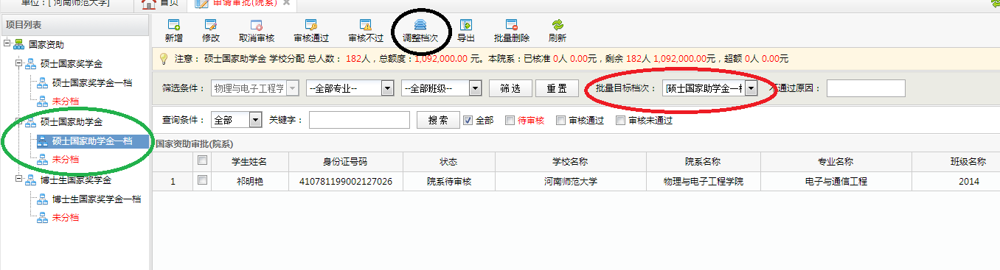 单位：[ 河南师范大学]
首页
申请审批(院系)
项目列表
国家资助
硕士国家奖学金
硕士国家奖学金一档
未分档
硕士国家助学金
硕士国家助学金一档
未分档
博士生国家奖学金
博士生国家奖学金一档
未分档
新增 修改 取消审核 审核通过 审核不过 调整档次 导出 批量删除 刷新
注意： 硕士国家助学金 学校分配 总人数： 182人，总额度：1,092,000.00 元。本院系：已核准 0人 0.00元，剩余 182人 1,092,000.00元，超额 0人 0.00元
筛选条件： 物理与电子工程学 --全部专业-- --全部班级-- 筛 选 重 置 批量目标档次： 硕士国家助学金一 通过原因：
查询条件： 全部 关键字： 搜 索 全部 待审核 审核通过 审核未通过
国家资助审批(院系)
学生姓名 身份证号码 状态 学校名称 院系名称 专业名称 班级名称
1 祁明艳 410781199002127026 院系待审核 河南师范大学 物理与电子工程学院 电子与通信工程 2014